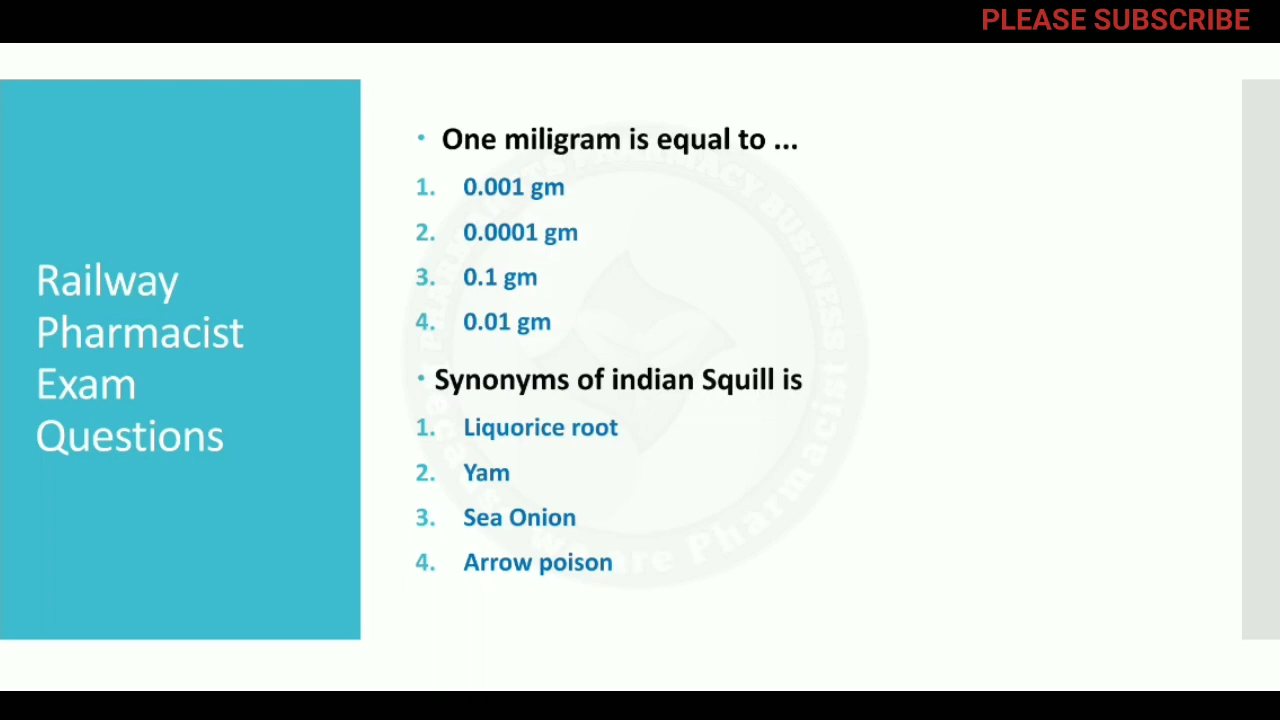 PLEASE SUBSCRIBE
Railway
Pharmacist
Exam
Questions
• One miligram is equal to ...
1. 0.001 gm
2. 0.0001 gm
3. 0.1 gm
4. 0.01 gm
• Synonyms of indian Squill is
1. Liquorice root
2. Yam
3. Sea Onion
4. Arrow poison